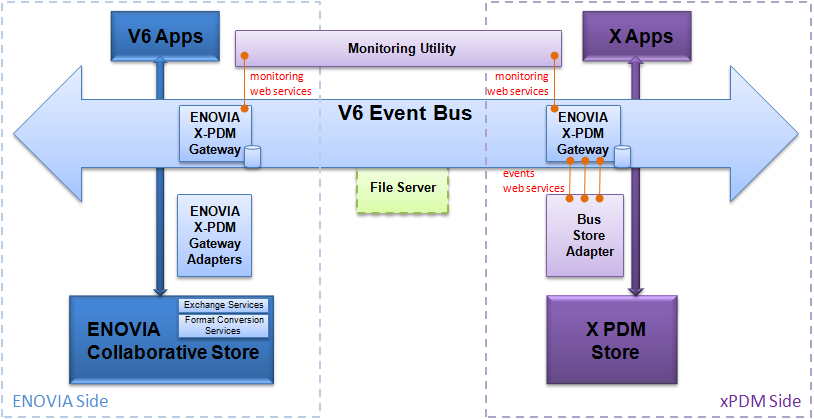 V6 Apps
Monitoring Utility
X Apps
monitoring
web services
monitoring
web services
V6 Event Bus
ENOVIA
X-PDM
Gateway
ENOVIA
X-PDM
Gateway
events
web services
File Server
ENOVIA
X-PDM
Gateway
Adapters
Bus
Store
Adapter
ENOVIA
Collaborative Store
Exchange Services
Format Conversion
Services
X PDM
Store
ENOVIA Side
xPDM Side